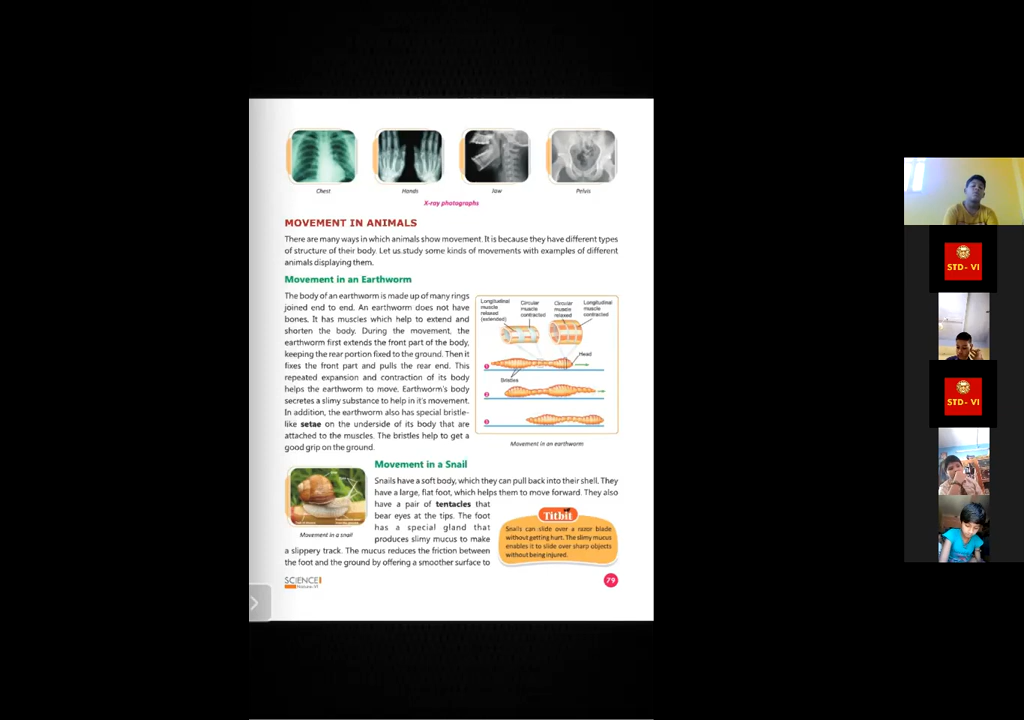 Chest Hands Jaw Pelvis
X-ray photographs
MOVEMENT IN ANIMALS
There are many ways in which animals show movement. It is because they have different types
of structure of their body. Let us study some kinds of movements with examples of different
animals displaying them.
Movement in an Earthworm
The body of an earthworm is made up of many rings
joined end to end. An earthworm does not have
bones. It has muscles which help to extend and
shorten the body. During the movement, the
earthworm first extends the front part of the body,
keeping the rear portion fixed to the ground. Then it
fixes the front part and pulls the rear end. This
repeated expansion and contraction of its body
helps the earthworm to move. Earthworm's body
secretes a slimy substance to help in it's movement.
In addition, the earthworm also has special bristle-
like setae on the underside of its body that are
attached to the muscles. The bristles help to get a
good grip on the ground.
Longitudinal
muscle
relaxed
(extended)
Circular
muscle
contracted
Circular
muscle
relaxed
Longitudinal
muscle
contracted
Head
Bristles
1
2
3
Movement in an earthworm
Movement in a Snail
Snails have a soft body, which they can pull back into their shell. They
have a large, flat foot, which helps them to move forward. They also
have a pair of tentacles that
bear eyes at the tips. The foot
has a special gland that
produces slimy mucus to make
a slippery track. The mucus reduces the friction between
the foot and the ground by offering a smoother surface to
Movement in a snail
Titbit
Snails can slide over a razor blade
without getting hurt. The slimy mucus
enables it to slide over sharp objects
without being injured.
SCIENCE
79
STD- VI
STD- VI